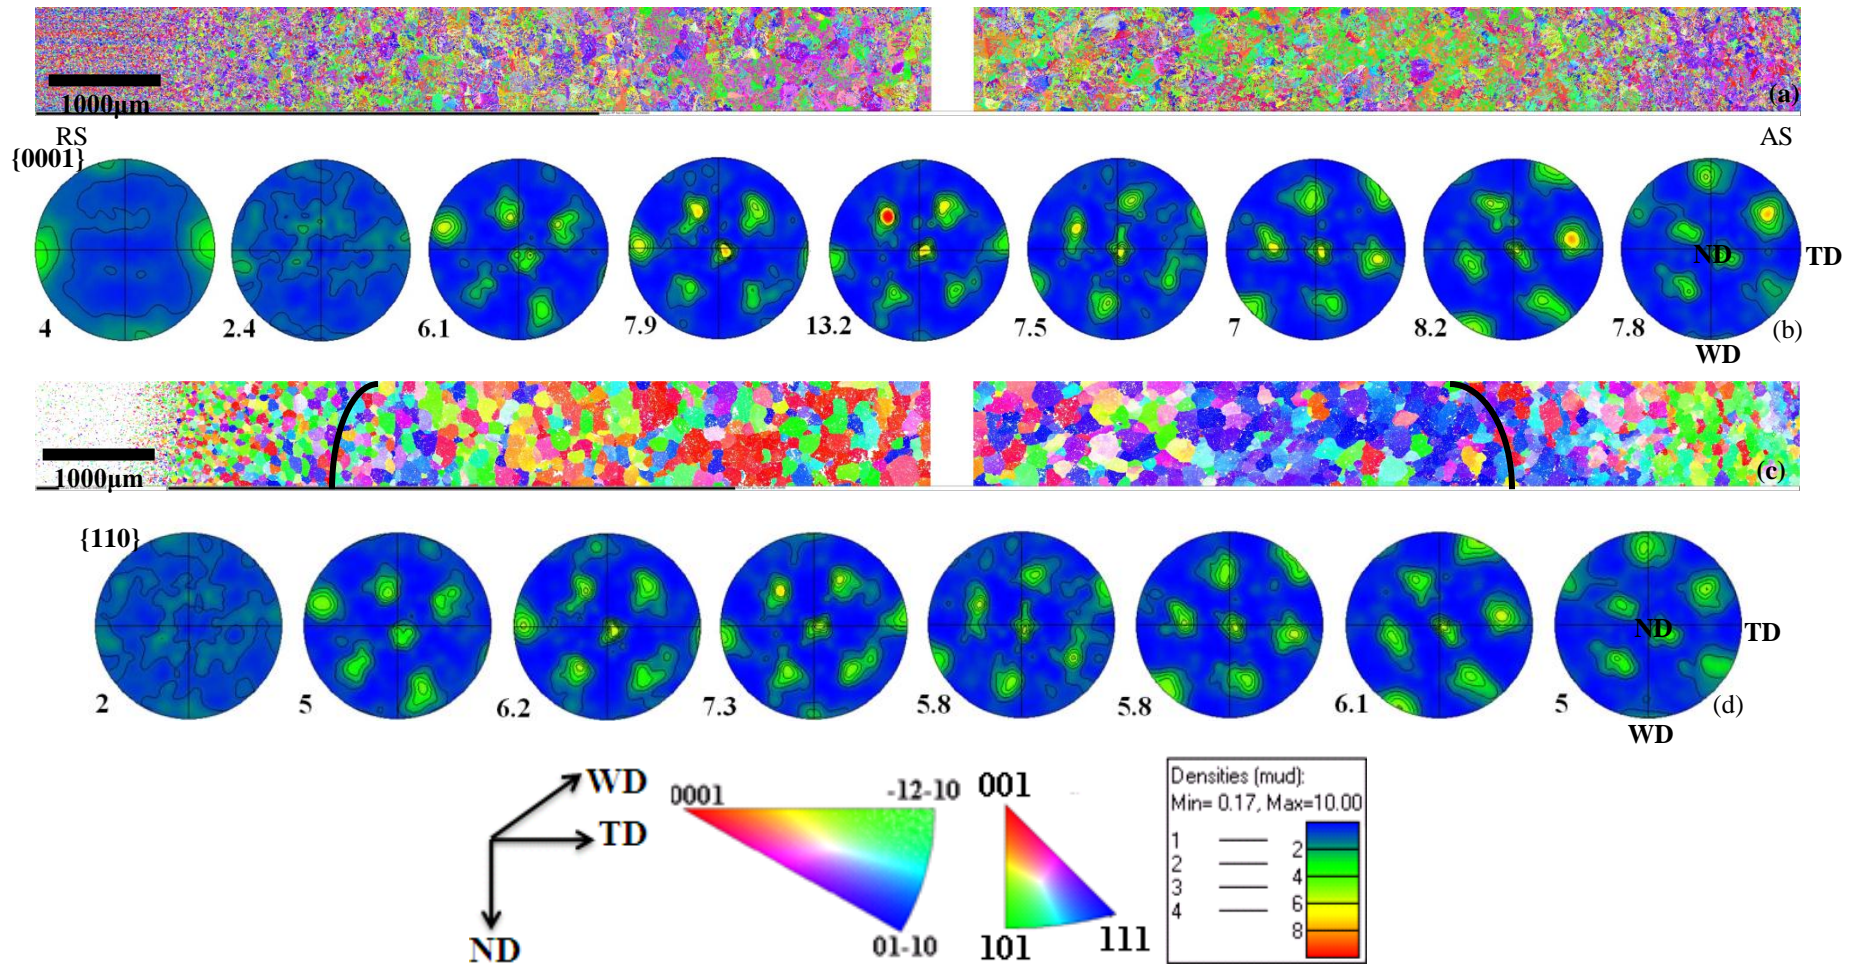 (a)
1000μm
RS AS
{0001}
ND TD
4 2.4 6.1 7.9 13.2 7.5 7 8.2 7.8 (b)
WD
1000μm (c)
{110}
ND TD
2 5 6.2 7.3 5.8 5.8 6.1 5 (d)
WD
WD
TD
ND
0001 -12-10
01-10
001
101 111
Densities (mud):
Min= 0.17, Max=10.00
1
2 2
3 4
4 6
8